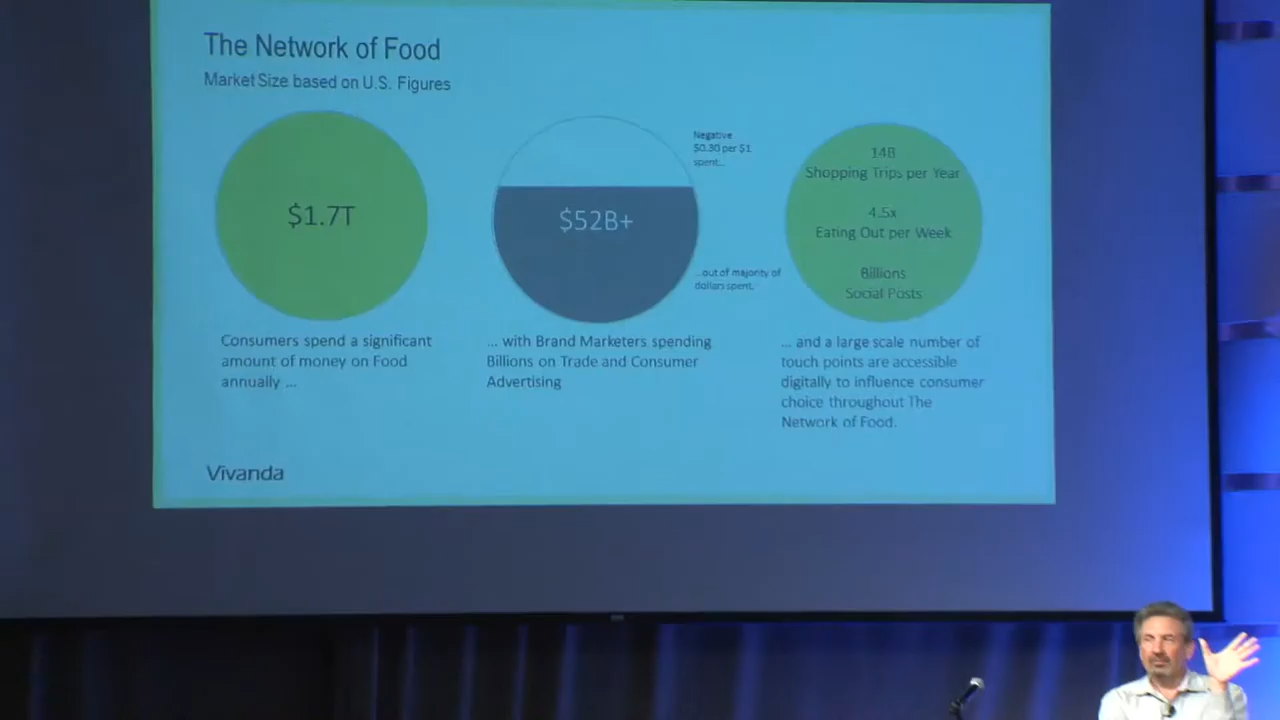 The Network of Food
Market Size based on U.S. Figures
$1.7T
Consumers spend a significant
amount of money on Food
annually ...
$52B+
Negative
$0.30 per $1
spent...
...out of majority of
dollars spent.
... with Brand Marketers spending
Billions on Trade and Consumer
Advertising
14B
Shopping Trips per Year
4.5x
Eating Out per Week
Billions
Social Posts
... and a large scale number of
touch points are accessible
digitally to influence consumer
choice throughout The
Network of Food.
Vivanda